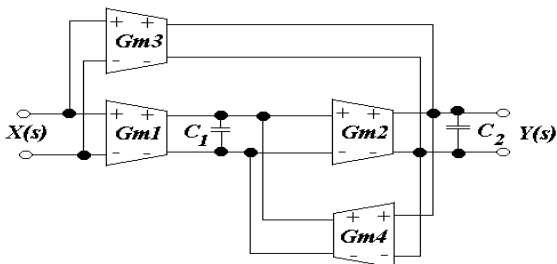 + +
Gm3
- -
X(s)
+ +
Gm1
- -
C1
+ +
Gm2
- -
C2
Y(s)
+ +
Gm4
- -